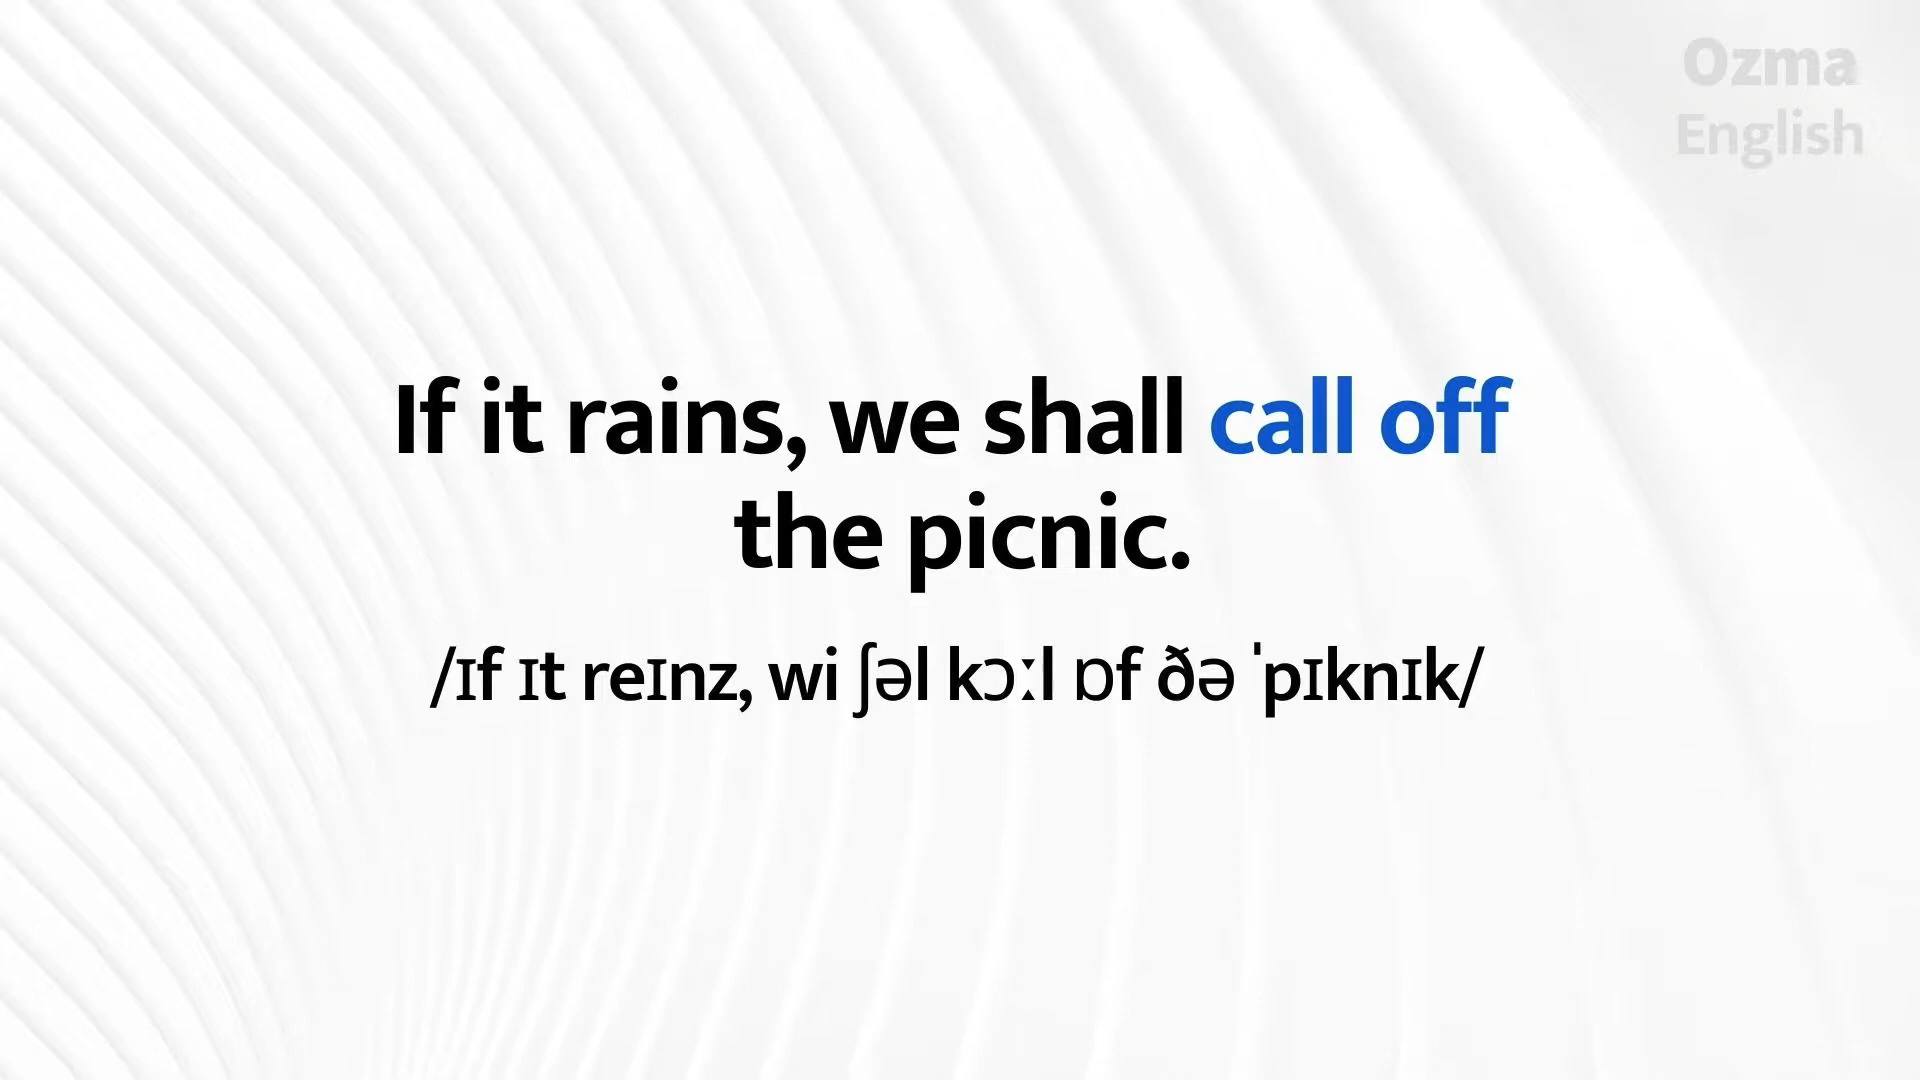 Ozma
English
If it rains, we shall call off
the picnic.
/ɪf ɪt reɪnz, wi ʃəl kɔːl ɒf ðə ˈpɪknɪk/